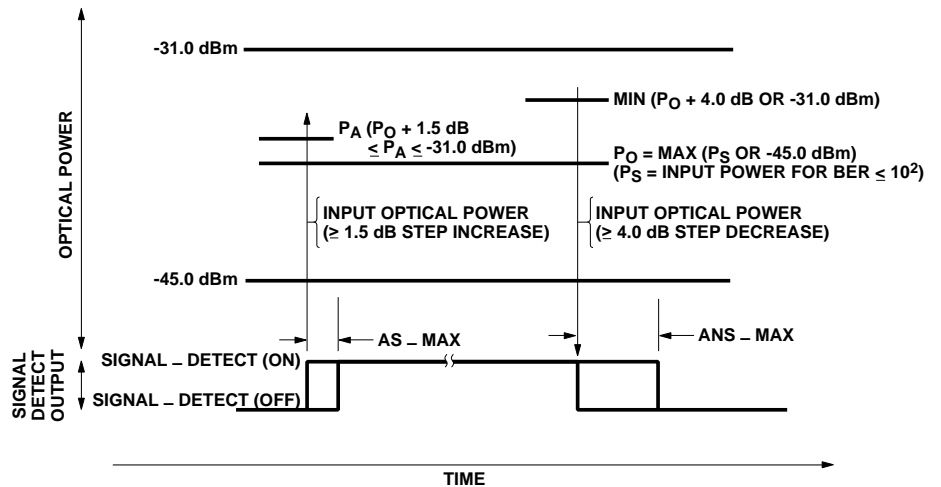 OPTICAL POWER
-31.0 dBm
MIN (PO + 4.0 dB OR -31.0 dBm)
PA (PO + 1.5 dB
≤ PA ≤ -31.0 dBm)
PO = MAX (PS OR -45.0 dBm)
(PS = INPUT POWER FOR BER ≤ 102)
INPUT OPTICAL POWER
(≥ 1.5 dB STEP INCREASE)
INPUT OPTICAL POWER
(≥ 4.0 dB STEP DECREASE)
-45.0 dBm
AS – MAX
ANS – MAX
SIGNAL
DETECT
OUTPUT
SIGNAL – DETECT (ON)
SIGNAL – DETECT (OFF)
TIME